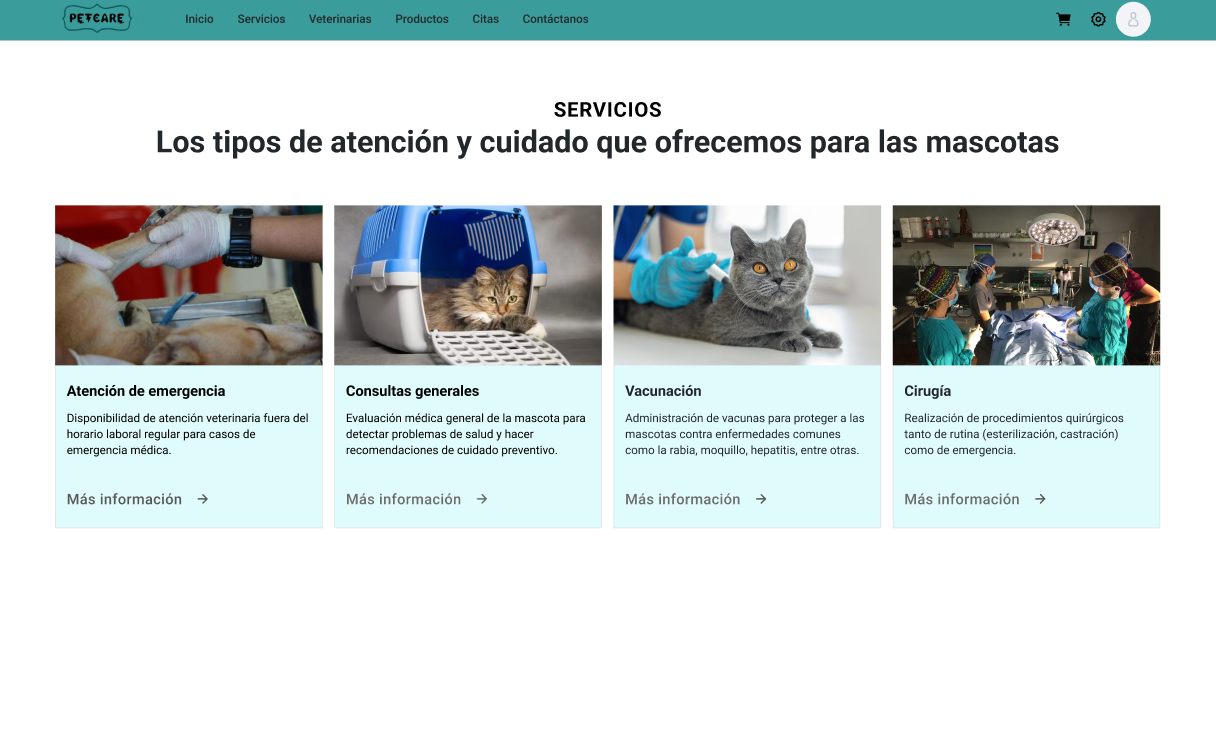 PETCARE
Inicio
Servicios
Veterinarias
Productos
Citas
Contáctanos
SERVICIOS
Los tipos de atención y cuidado que ofrecemos para las mascotas
Atención de emergencia
Disponibilidad de atención veterinaria fuera del
horario laboral regular para casos de
emergencia médica.
Más información
Consultas generales
Evaluación médica general de la mascota para
detectar problemas de salud y hacer
recomendaciones de cuidado preventivo.
Más información
Vacunación
Administración de vacunas para proteger a las
mascotas contra enfermedades comunes
como la rabia, moquillo, hepatitis, entre otras.
Más información
Cirugía
Realización de procedimientos quirúrgicos
tanto de rutina (esterilización, castración)
como de emergencia.
Más información